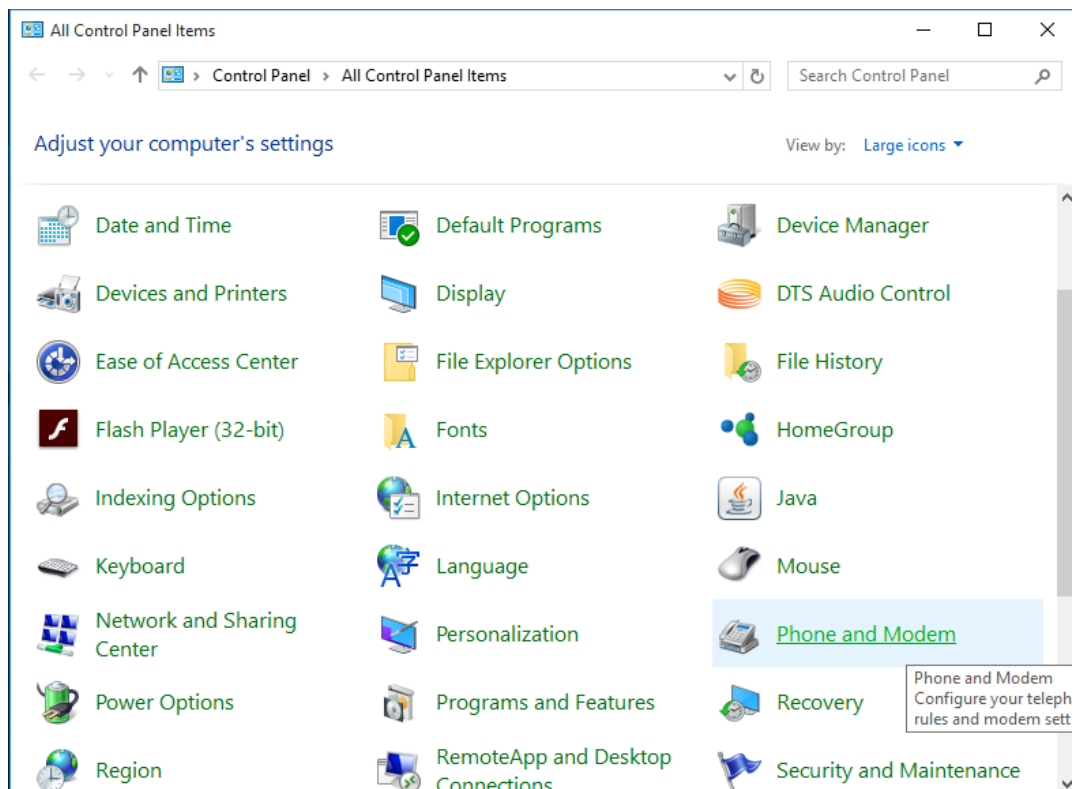 All Control Panel Items
Control Panel > All Control Panel Items
Search Control Panel
Adjust your computer's settings
View by: Large icons
Date and Time
Default Programs
Device Manager
Devices and Printers
Display
DTS Audio Control
Ease of Access Center
File Explorer Options
File History
Flash Player (32-bit)
Fonts
HomeGroup
Indexing Options
Internet Options
Java
Keyboard
Language
Mouse
Network and Sharing
Center
Personalization
Phone and Modem
Phone and Modem
Configure your teleph
rules and modem sett
Power Options
Programs and Features
Recovery
Region
RemoteApp and Desktop
Connections
Security and Maintenance